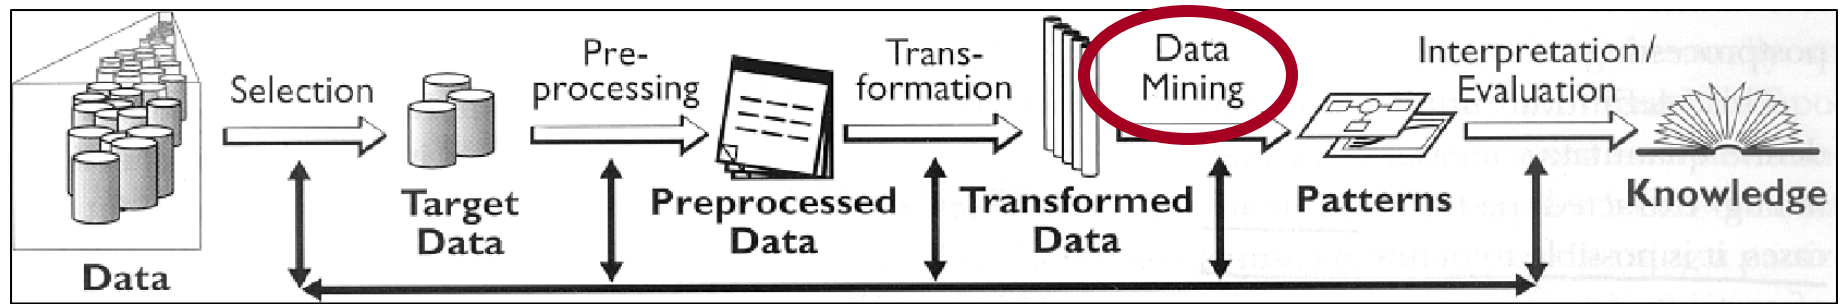 Selection
Pre-
processing
Trans-
formation
Data
Mining
Interpretation/
Evaluation
Data
Target
Data
Preprocessed
Data
Transformed
Data
Patterns
Knowledge